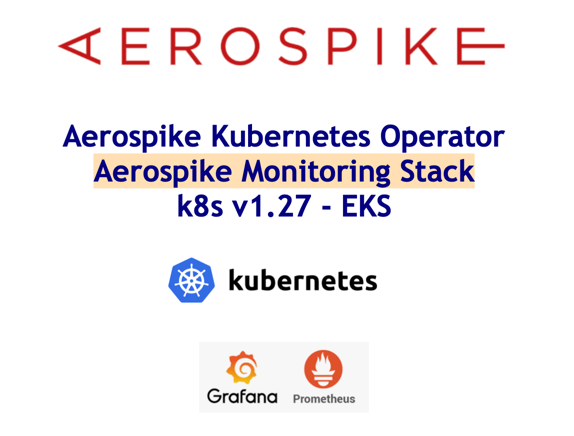 AEROSPIKE
Aerospike Kubernetes Operator
Aerospike Monitoring Stack
k8s v1.27 - EKS
kubernetes
Grafana Prometheus